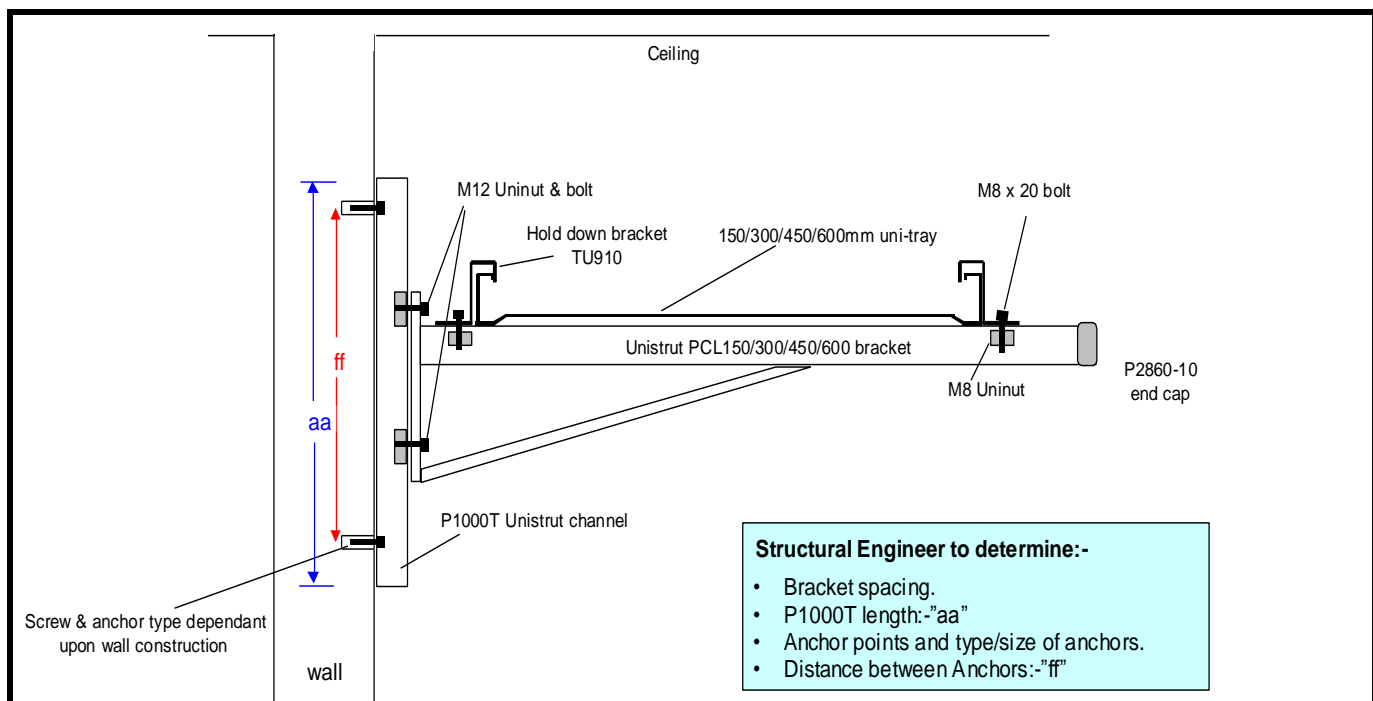 Ceiling
M12 Uninut & bolt
M8 x 20 bolt
Hold down bracket
TU910
150/300/450/600mm uni-tray
ff
Unistrut PCL150/300/450/600 bracket
P2860-10
end cap
M8 Uninut
aa
P1000T Unistrut channel
Structural Engineer to determine:-
• Bracket spacing.
• P1000T length:-"aa"
• Anchor points and type/size of anchors.
• Distance between Anchors:-"ff"
Screw & anchor type dependant
upon wall construction
wall